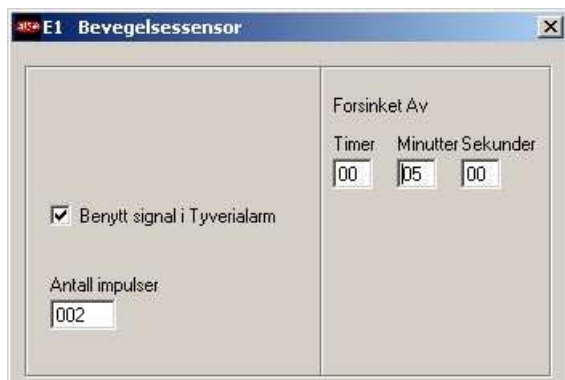 E1 Bevegelsessensor
Forsinket Av
Timer Minutter Sekunder
00 05 00
Benytt signal i Tyverialarm
Antall impulser
002